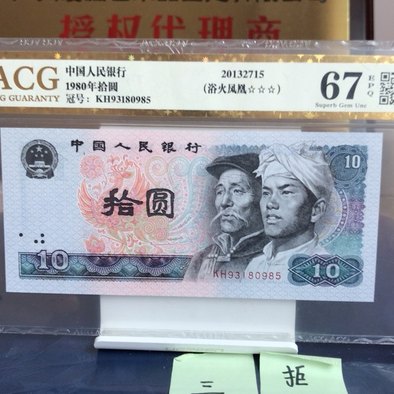 授权代理商
ACG
GUARANTY
中国人民银行
1980年拾圆
冠号: KH93180985
20132715
(浴火凤凰☆☆☆)
67 EPQ
Superb Gem Unc
中国人民银行
10
拾圆
KH93180985
10
10
三
拒